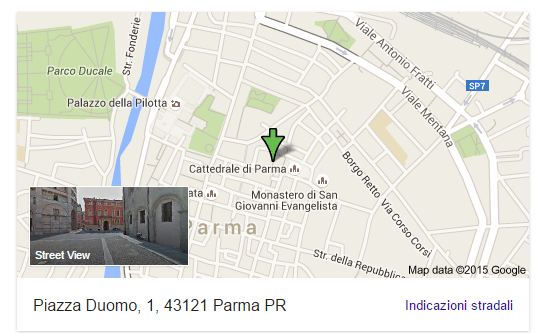 Str. Fonderie
Viale Antonio Fratti
Parco Ducale
SP7
Palazzo della Pilotta
Viale Mentana
Cattedrale di Parma
Borgo Retto
Monastero di San
Giovanni Evangelista
Via Corso Corsi
Parma
Str. della Repubblica
Street View
Map data ©2015 Google
Piazza Duomo, 1, 43121 Parma PR
Indicazioni stradali